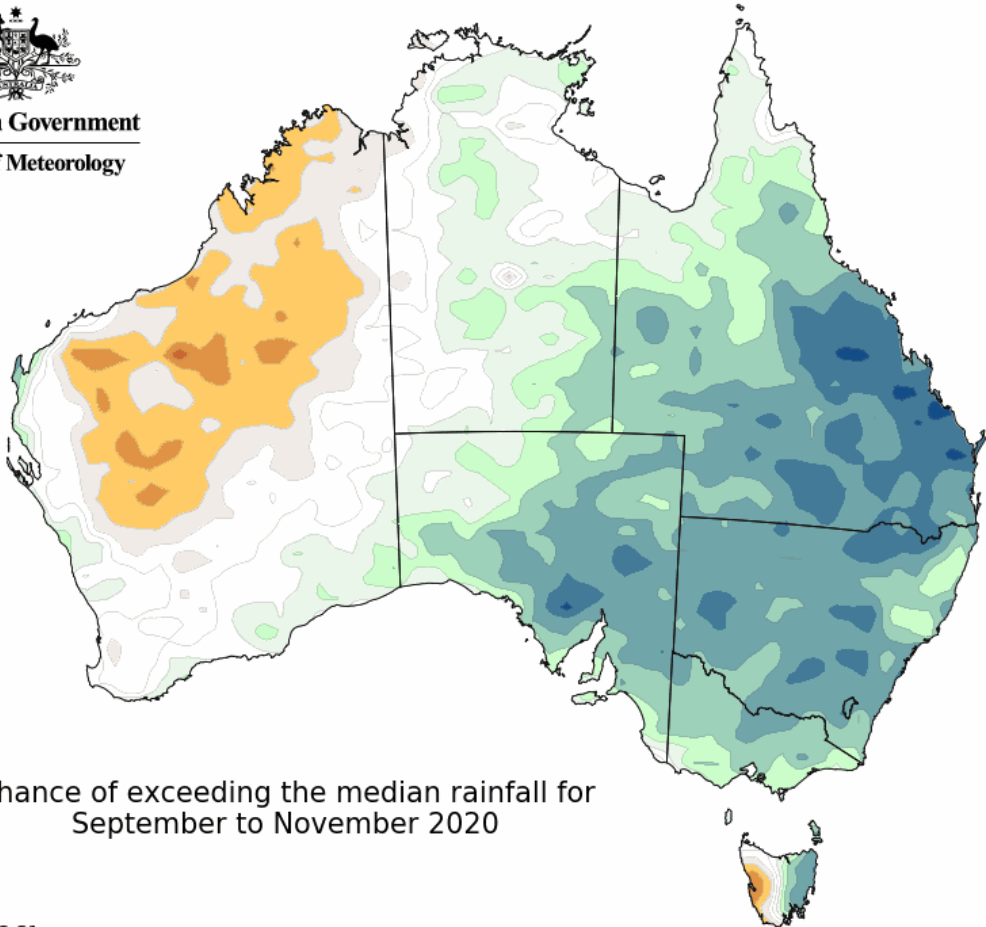 Government
f Meteorology
hance of exceeding the median rainfall for
September to November 2020